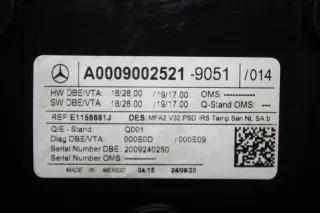 A0009002521-9051 /014
HW DBE/VTA: 18/28.00 /19/17.00 OMS:-----------
SW DBE/VTA: 18/28.00 /19/17.00 Q-Stand OMS:----
REF:E1158681J DES: MFA2 V32 PSD IRS Temp Sen NL SA b
Q/E - Stand: Q001
Diag DBE/VTA: 000E0D /000E09
Serial Number DBE: 2009240250
Serial Number VTA:
MADE IN MEXICO 04:15 24/09/20